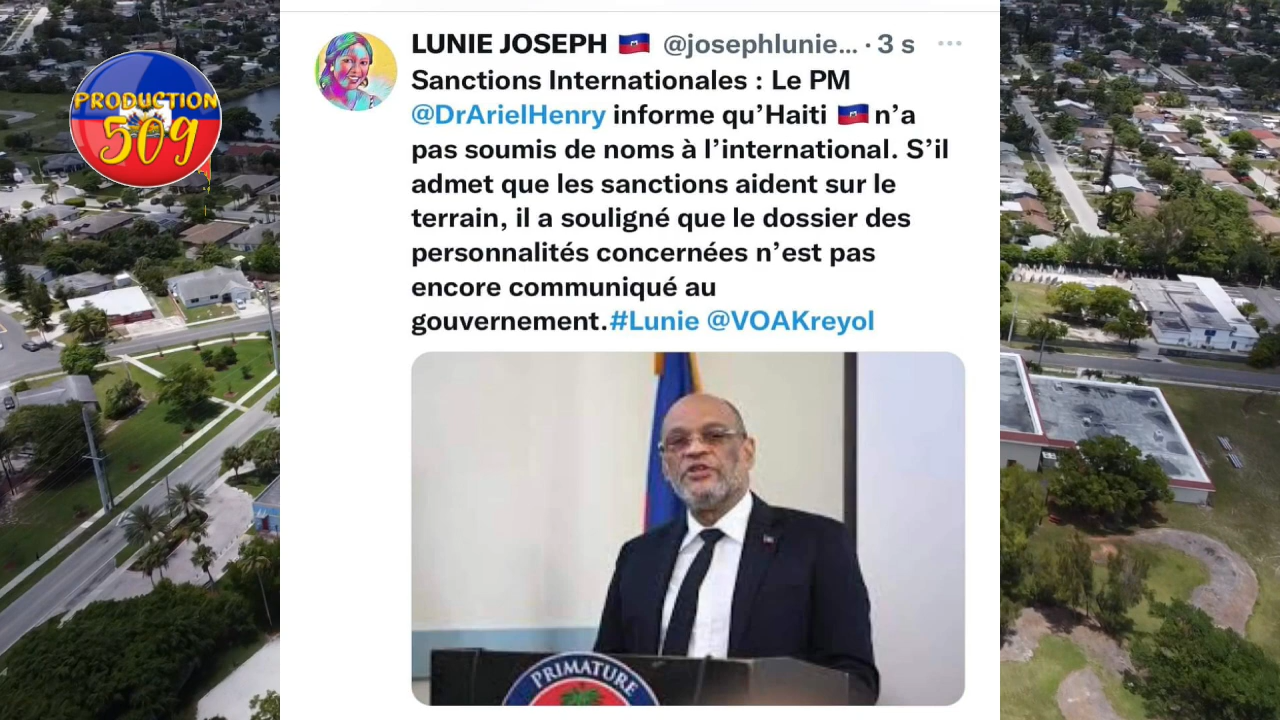 PRODUCTION
509
LUNIE JOSEPH 🇭🇹 @josephlunie... · 3 s
Sanctions Internationales : Le PM
@DrArielHenry informe qu’Haiti 🇭🇹 n’a
pas soumis de noms à l’international. S’il
admet que les sanctions aident sur le
terrain, il a souligné que le dossier des
personnalités concernées n’est pas
encore communiqué au
gouvernement.#Lunie @VOAKreyol
PRIMATURE